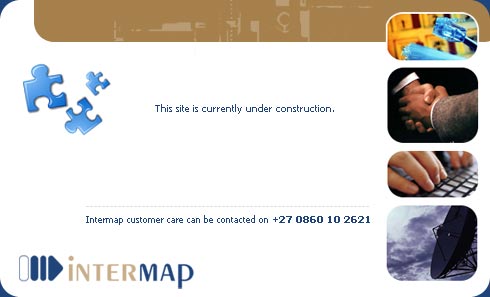 This site is currently under construction.
Intermap customer care can be contacted on +27 0860 10 2621
INTERMAP